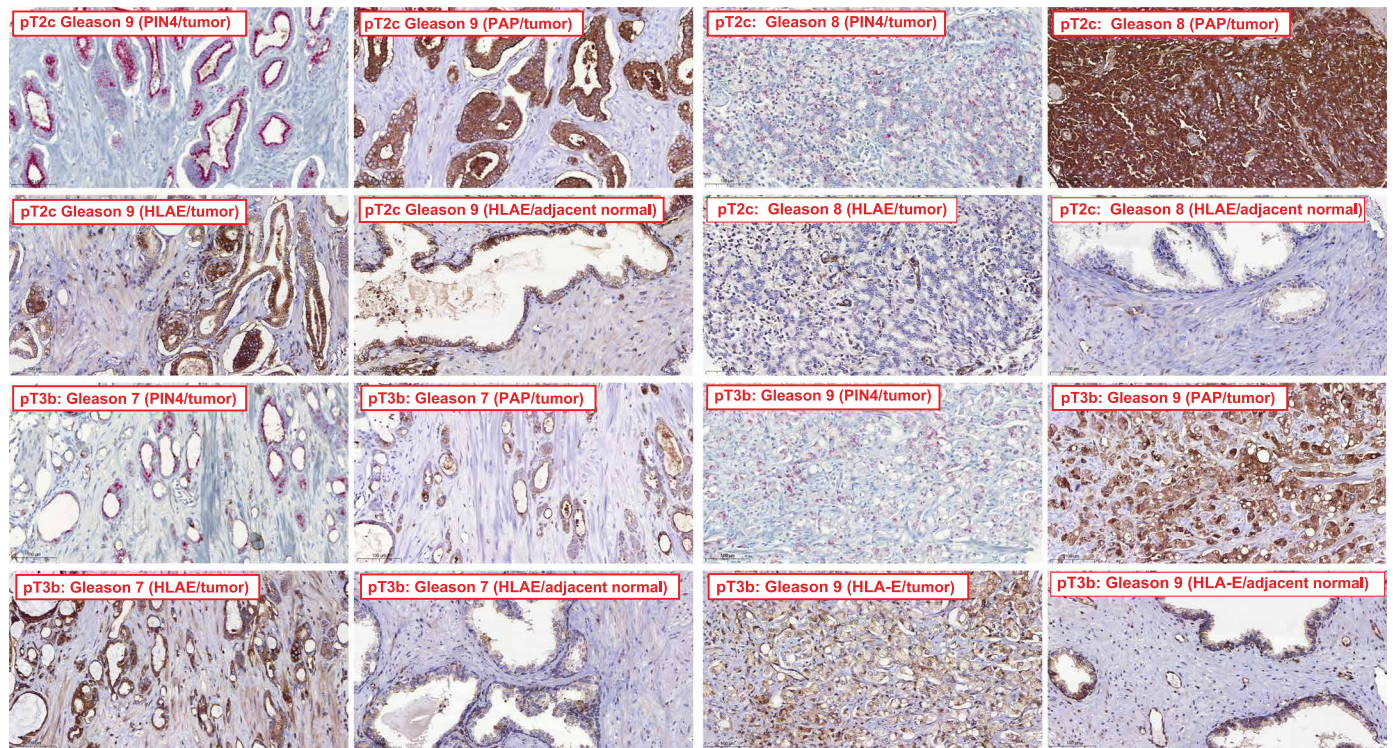 pT2c Gleason 9 (PIN4/tumor)
pT2c Gleason 9 (PAP/tumor)
pT2c: Gleason 8 (PIN4/tumor)
pT2c: Gleason 8 (PAP/tumor)
pT2c Gleason 9 (HLAE/tumor)
pT2c Gleason 9 (HLAE/adjacent normal)
pT2c: Gleason 8 (HLAE/tumor)
pT2c: Gleason 8 (HLAE/adjacent normal)
pT3b: Gleason 7 (PIN4/tumor)
pT3b: Gleason 7 (PAP/tumor)
pT3b: Gleason 9 (PIN4/tumor)
pT3b: Gleason 9 (PAP/tumor)
pT3b: Gleason 7 (HLAE/tumor)
pT3b: Gleason 7 (HLAE/adjacent normal)
pT3b: Gleason 9 (HLA-E/tumor)
pT3b: Gleason 9 (HLA-E/adjacent normal)